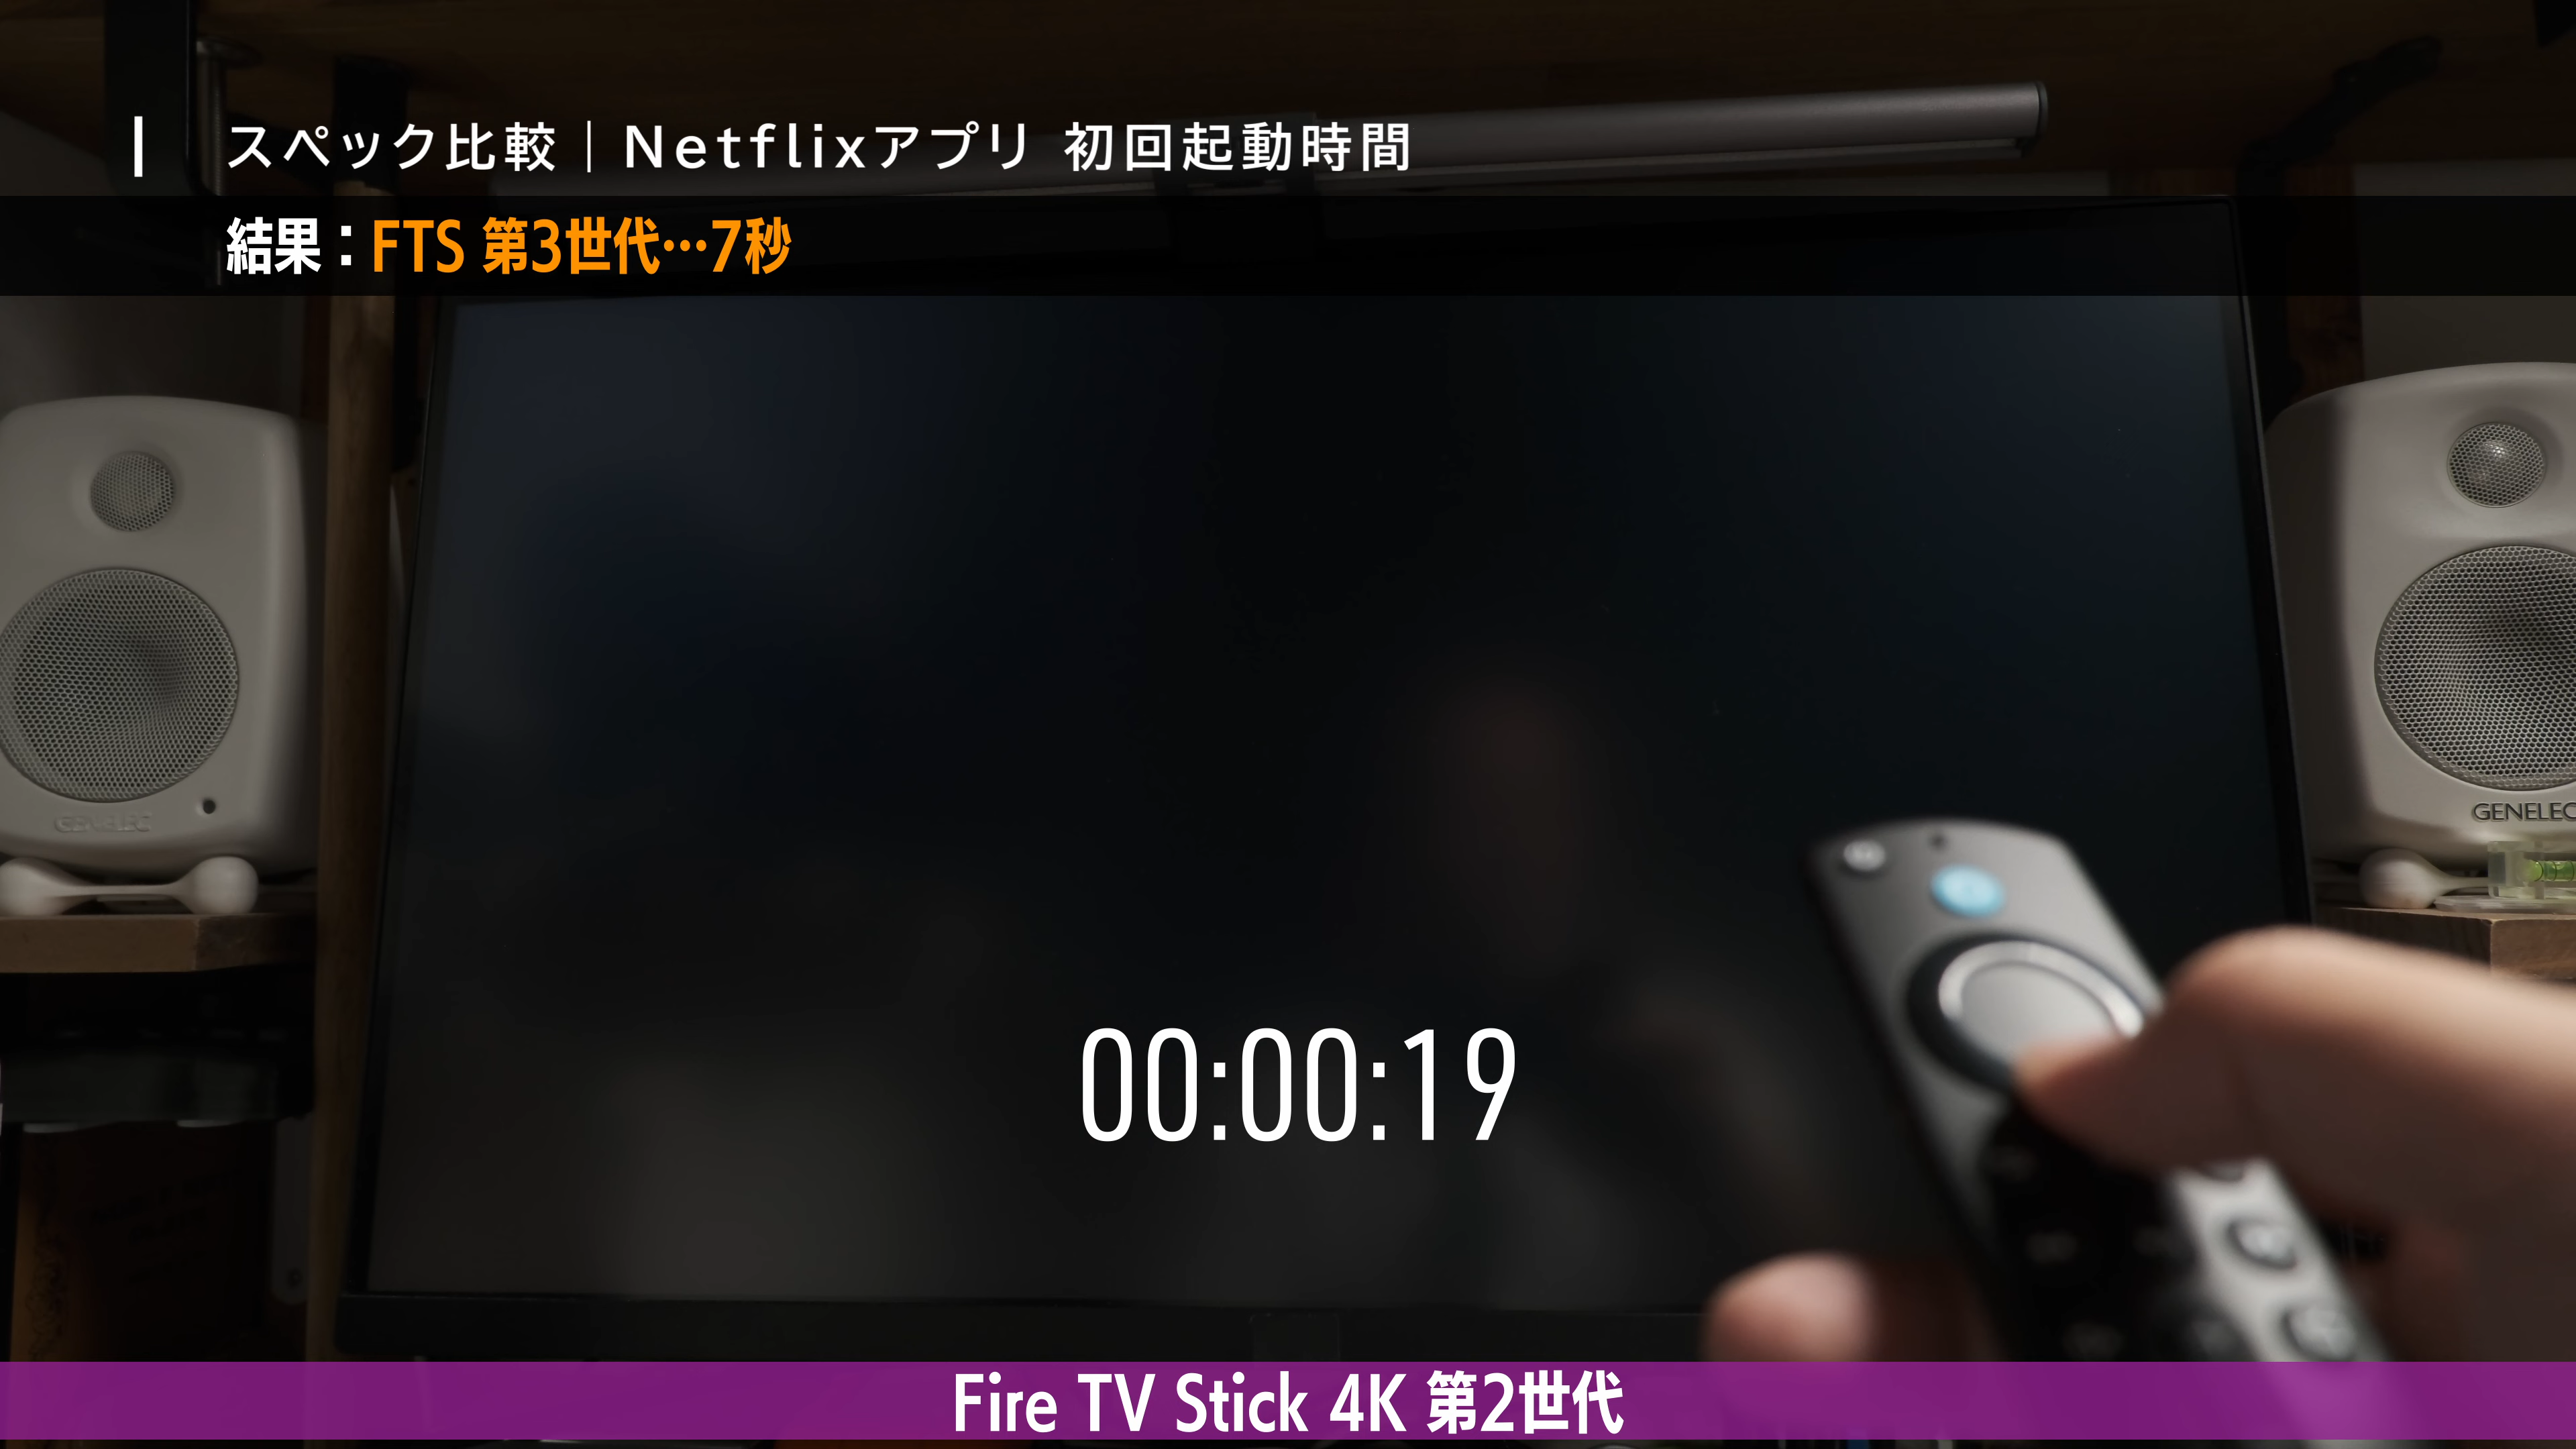 スペック比較｜Netflixアプリ 初回起動時間
結果：FTS 第3世代…7秒
GENELEC
GENELEC
00:00:19
Fire TV Stick 4K 第2世代